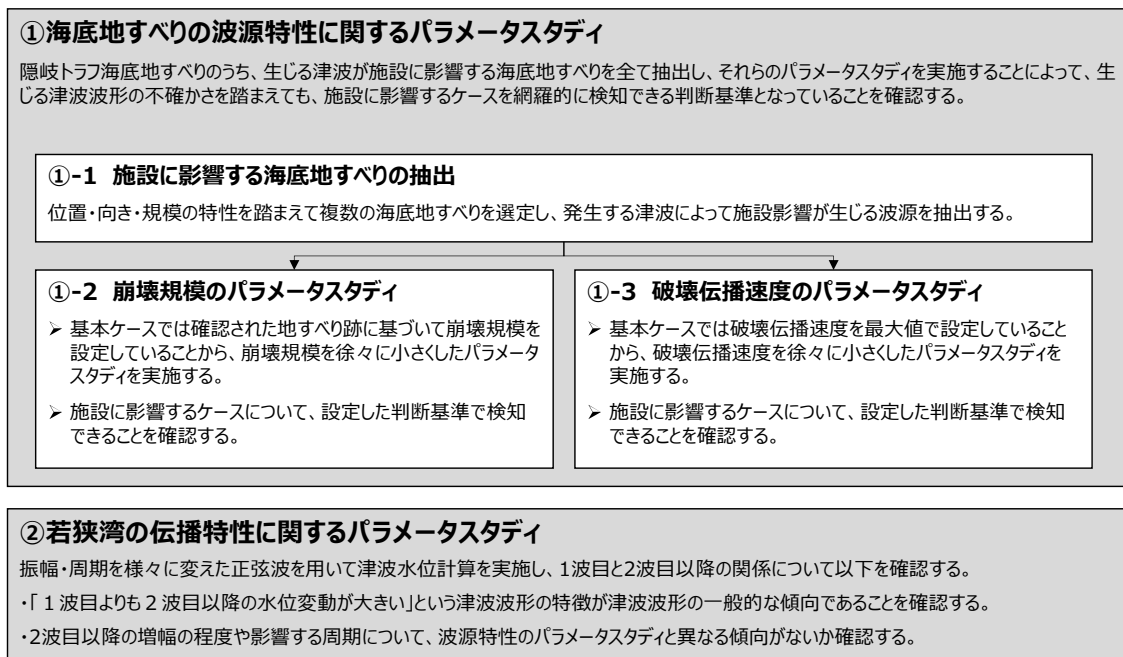 ①海底地すべりの波源特性に関するパラメータスタディ
隠岐トラフ海底地すべりのうち、生じる津波が施設に影響する海底地すべりを全て抽出し、それらのパラメータスタディを実施することによって、生
じる津波波形の不確かさを踏まえても、施設に影響するケースを網羅的に検知できる判断基準となっていることを確認する。
①-1 施設に影響する海底地すべりの抽出
位置・向き・規模の特性を踏まえて複数の海底地すべりを選定し、発生する津波によって施設影響が生じる波源を抽出する。
①-2 崩壊規模のパラメータスタディ
➢ 基本ケースでは確認された地すべり跡に基づいて崩壊規模を
設定していることから、崩壊規模を徐々に小さくしたパラメータ
スタディを実施する。
➢ 施設に影響するケースについて、設定した判断基準で検知
できることを確認する。
①-3 破壊伝播速度のパラメータスタディ
➢ 基本ケースでは破壊伝播速度を最大値で設定していること
から、破壊伝播速度を徐々に小さくしたパラメータスタディを
実施する。
➢ 施設に影響するケースについて、設定した判断基準で検知
できることを確認する。
②若狭湾の伝播特性に関するパラメータスタディ
振幅・周期を様々に変えた正弦波を用いて津波水位計算を実施し、1波目と2波目以降の関係について以下を確認する。
・「１波目よりも２波目以降の水位変動が大きい」という津波波形の特徴が津波波形の一般的な傾向であることを確認する。
・2波目以降の増幅の程度や影響する周期について、波源特性のパラメータスタディと異なる傾向がないか確認する。